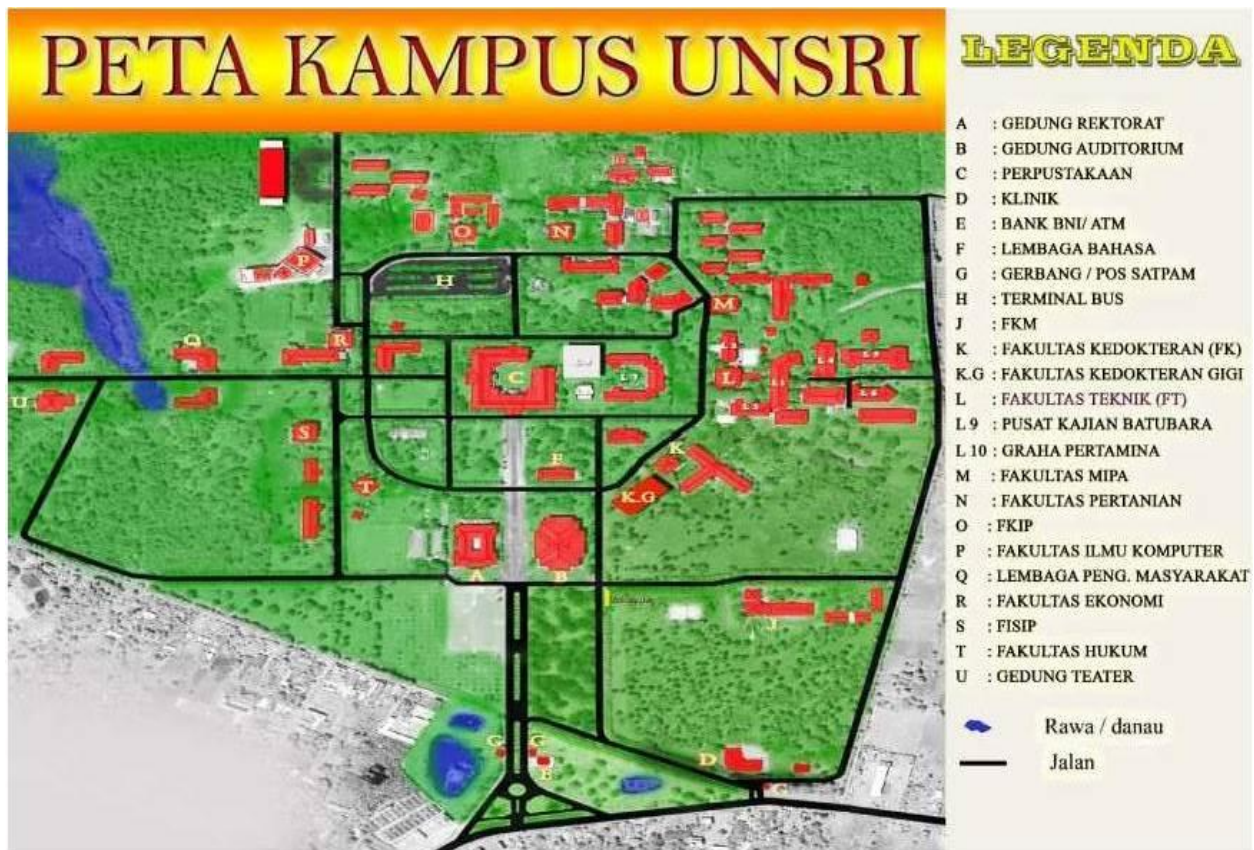 PETA KAMPUS UNSRI
LEGENDA
A : GEDUNG REKTORAT
B : GEDUNG AUDITORIUM
C : PERPUSTAKAAN
D : KLINIK
E : BANK BNI/ ATM
F : LEMBAGA BAHASA
G : GERBANG / POS SATPAM
H : TERMINAL BUS
J : FKM
K : FAKULTAS KEDOKTERAN (FK)
K.G : FAKULTAS KEDOKTERAN GIGI
L : FAKULTAS TEKNIK (FT)
L 9 : PUSAT KAJIAN BATUBARA
L 10 : GRAHA PERTAMINA
M : FAKULTAS MIPA
N : FAKULTAS PERTANIAN
O : FKIP
P : FAKULTAS ILMU KOMPUTER
Q : LEMBAGA PENG. MASYARAKAT
R : FAKULTAS EKONOMI
S : FISIP
T : FAKULTAS HUKUM
U : GEDUNG TEATER
Rawa / danau
Jalan
O
N
P
H
M
Q
R
C
L 7
L
U
S
K
T
K.G
A
B
J
G
G
D
G